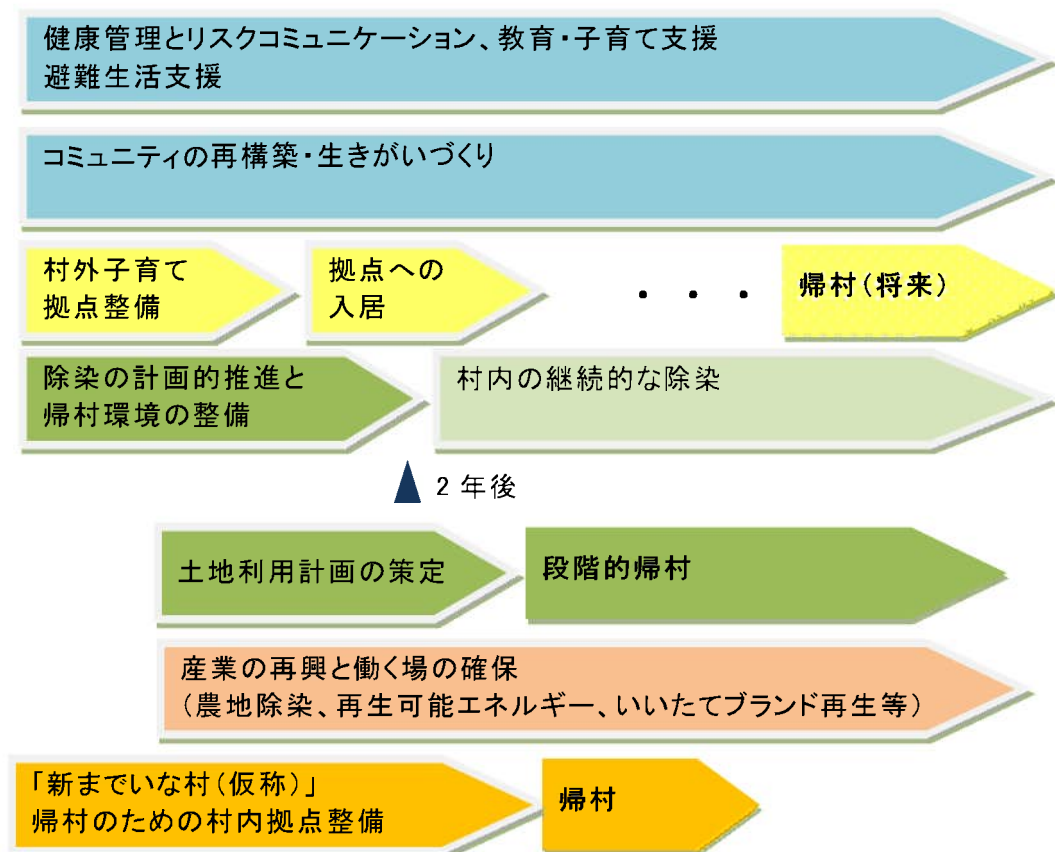 健康管理とリスクコミュニケーション、教育・子育て支援
避難生活支援
コミュニティの再構築・生きがいづくり
村外子育て
拠点整備
拠点への
入居
・・・
帰村（将来）
除染の計画的推進と
帰村環境の整備
村内の継続的な除染
2 年後
土地利用計画の策定
段階的帰村
産業の再興と働く場の確保
（農地除染、再生可能エネルギー、いいたてブランド再生等）
「新までいな村（仮称）」
帰村のための村内拠点整備
帰村